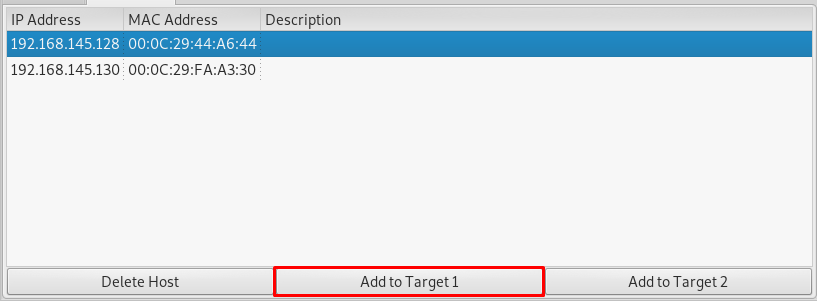 IP Address MAC Address Description
192.168.145.128 00:0C:29:44:A6:44
192.168.145.130 00:0C:29:FA:A3:30
Delete Host Add to Target 1 Add to Target 2